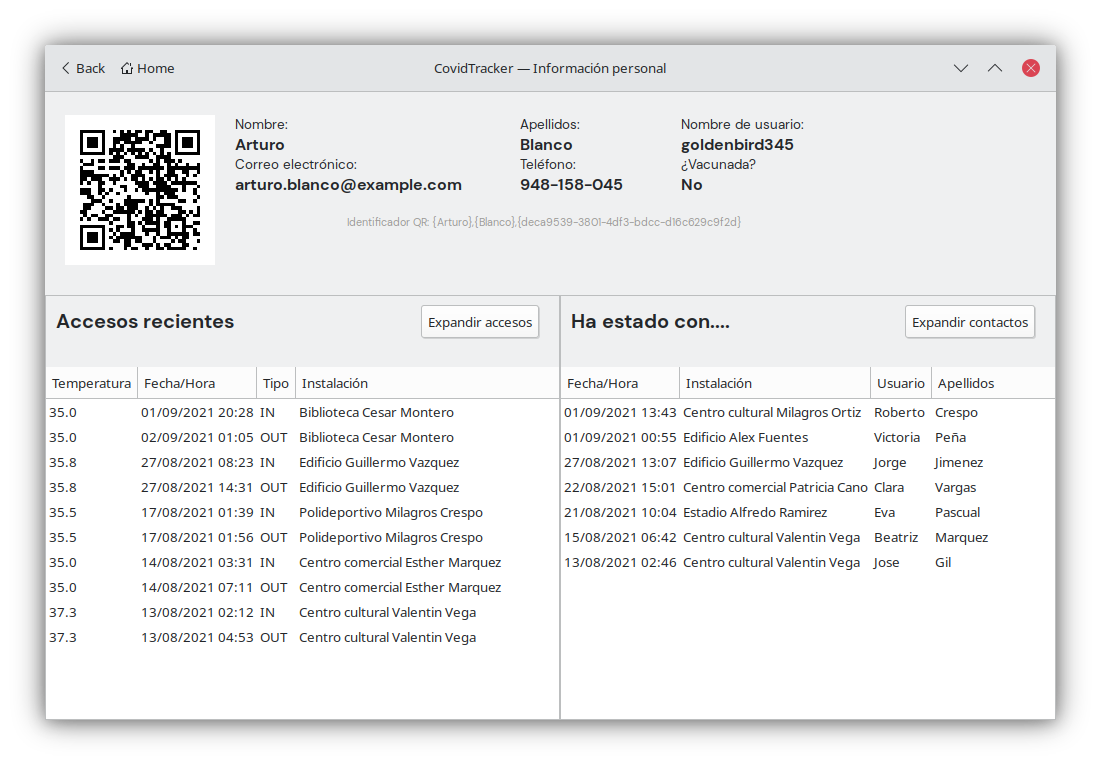 Back Home CovidTracker — Información personal
Nombre: Apellidos: Nombre de usuario:
Arturo Blanco goldenbird345
Correo electrónico: Teléfono: ¿Vacunada?
arturo.blanco@example.com 948-158-045 No
Identificador QR: {Arturo},{Blanco},{deca9539-3801-4df3-bdcc-d16c629c9f2d}
Accesos recientes Expandir accesos
Temperatura Fecha/Hora Tipo Instalación
35.0 01/09/2021 20:28 IN Biblioteca Cesar Montero
35.0 02/09/2021 01:05 OUT Biblioteca Cesar Montero
35.8 27/08/2021 08:23 IN Edificio Guillermo Vazquez
35.8 27/08/2021 14:31 OUT Edificio Guillermo Vazquez
35.5 17/08/2021 01:39 IN Polideportivo Milagros Crespo
35.5 17/08/2021 01:56 OUT Polideportivo Milagros Crespo
35.0 14/08/2021 03:31 IN Centro comercial Esther Marquez
35.0 14/08/2021 07:11 OUT Centro comercial Esther Marquez
37.3 13/08/2021 02:12 IN Centro cultural Valentin Vega
37.3 13/08/2021 04:53 OUT Centro cultural Valentin Vega
Ha estado con.... Expandir contactos
Fecha/Hora Instalación Usuario Apellidos
01/09/2021 13:43 Centro cultural Milagros Ortiz Roberto Crespo
01/09/2021 00:55 Edificio Alex Fuentes Victoria Peña
27/08/2021 13:07 Edificio Guillermo Vazquez Jorge Jimenez
22/08/2021 15:01 Centro comercial Patricia Cano Clara Vargas
21/08/2021 10:04 Estadio Alfredo Ramirez Eva Pascual
15/08/2021 06:42 Centro cultural Valentin Vega Beatriz Marquez
13/08/2021 02:46 Centro cultural Valentin Vega Jose Gil